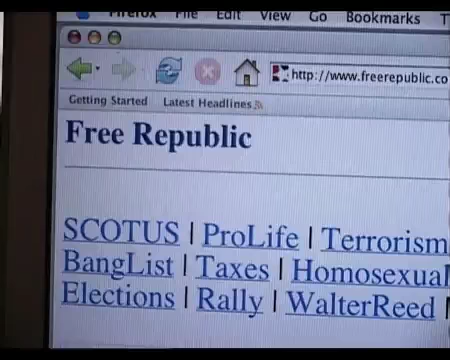 Firefox File Edit View Go Bookmarks T
http://www.freerepublic.co
Getting Started Latest Headlines
Free Republic
SCOTUS | ProLife | Terrorism
BangList | Taxes | Homosexual
Elections | Rally | WalterReed |